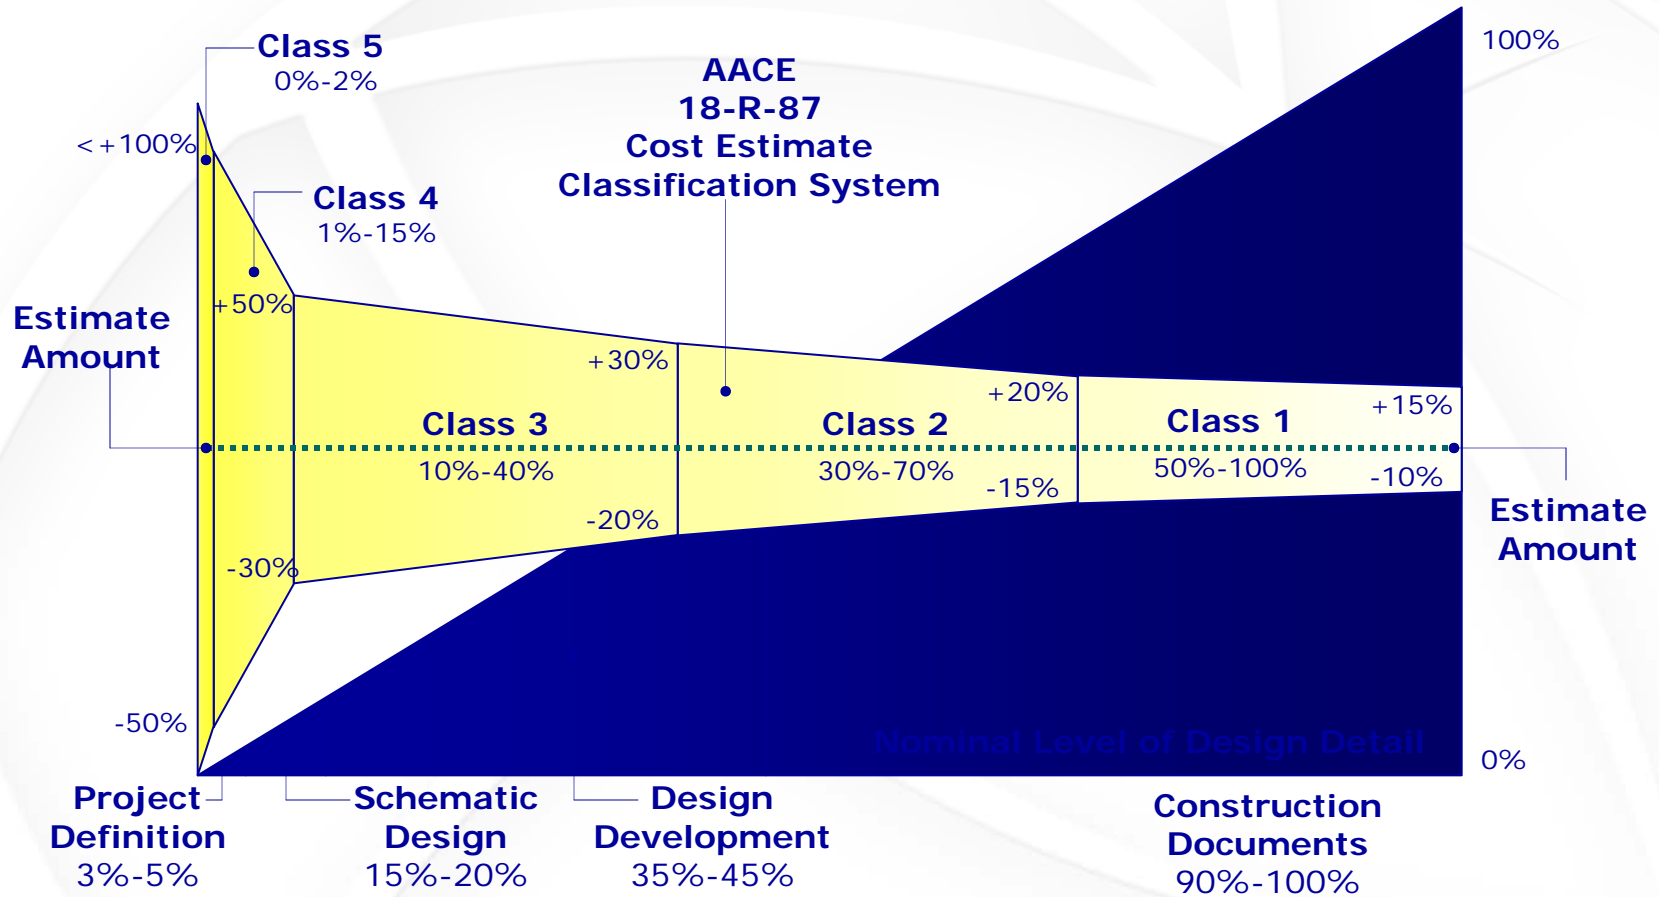 Class 5
0%-2%
100%
AACE
18-R-87
Cost Estimate
Classification System
<+100%
Class 4
1%-15%
+50%
Estimate
Amount
+30%
+20%
+15%
Class 3
10%-40%
Class 2
30%-70%
Class 1
50%-100%
-15%
-10%
-20%
Estimate
Amount
-30%
-50%
Nominal Level of Design Detail
0%
Project
Definition
3%-5%
Schematic
Design
15%-20%
Design
Development
35%-45%
Construction
Documents
90%-100%